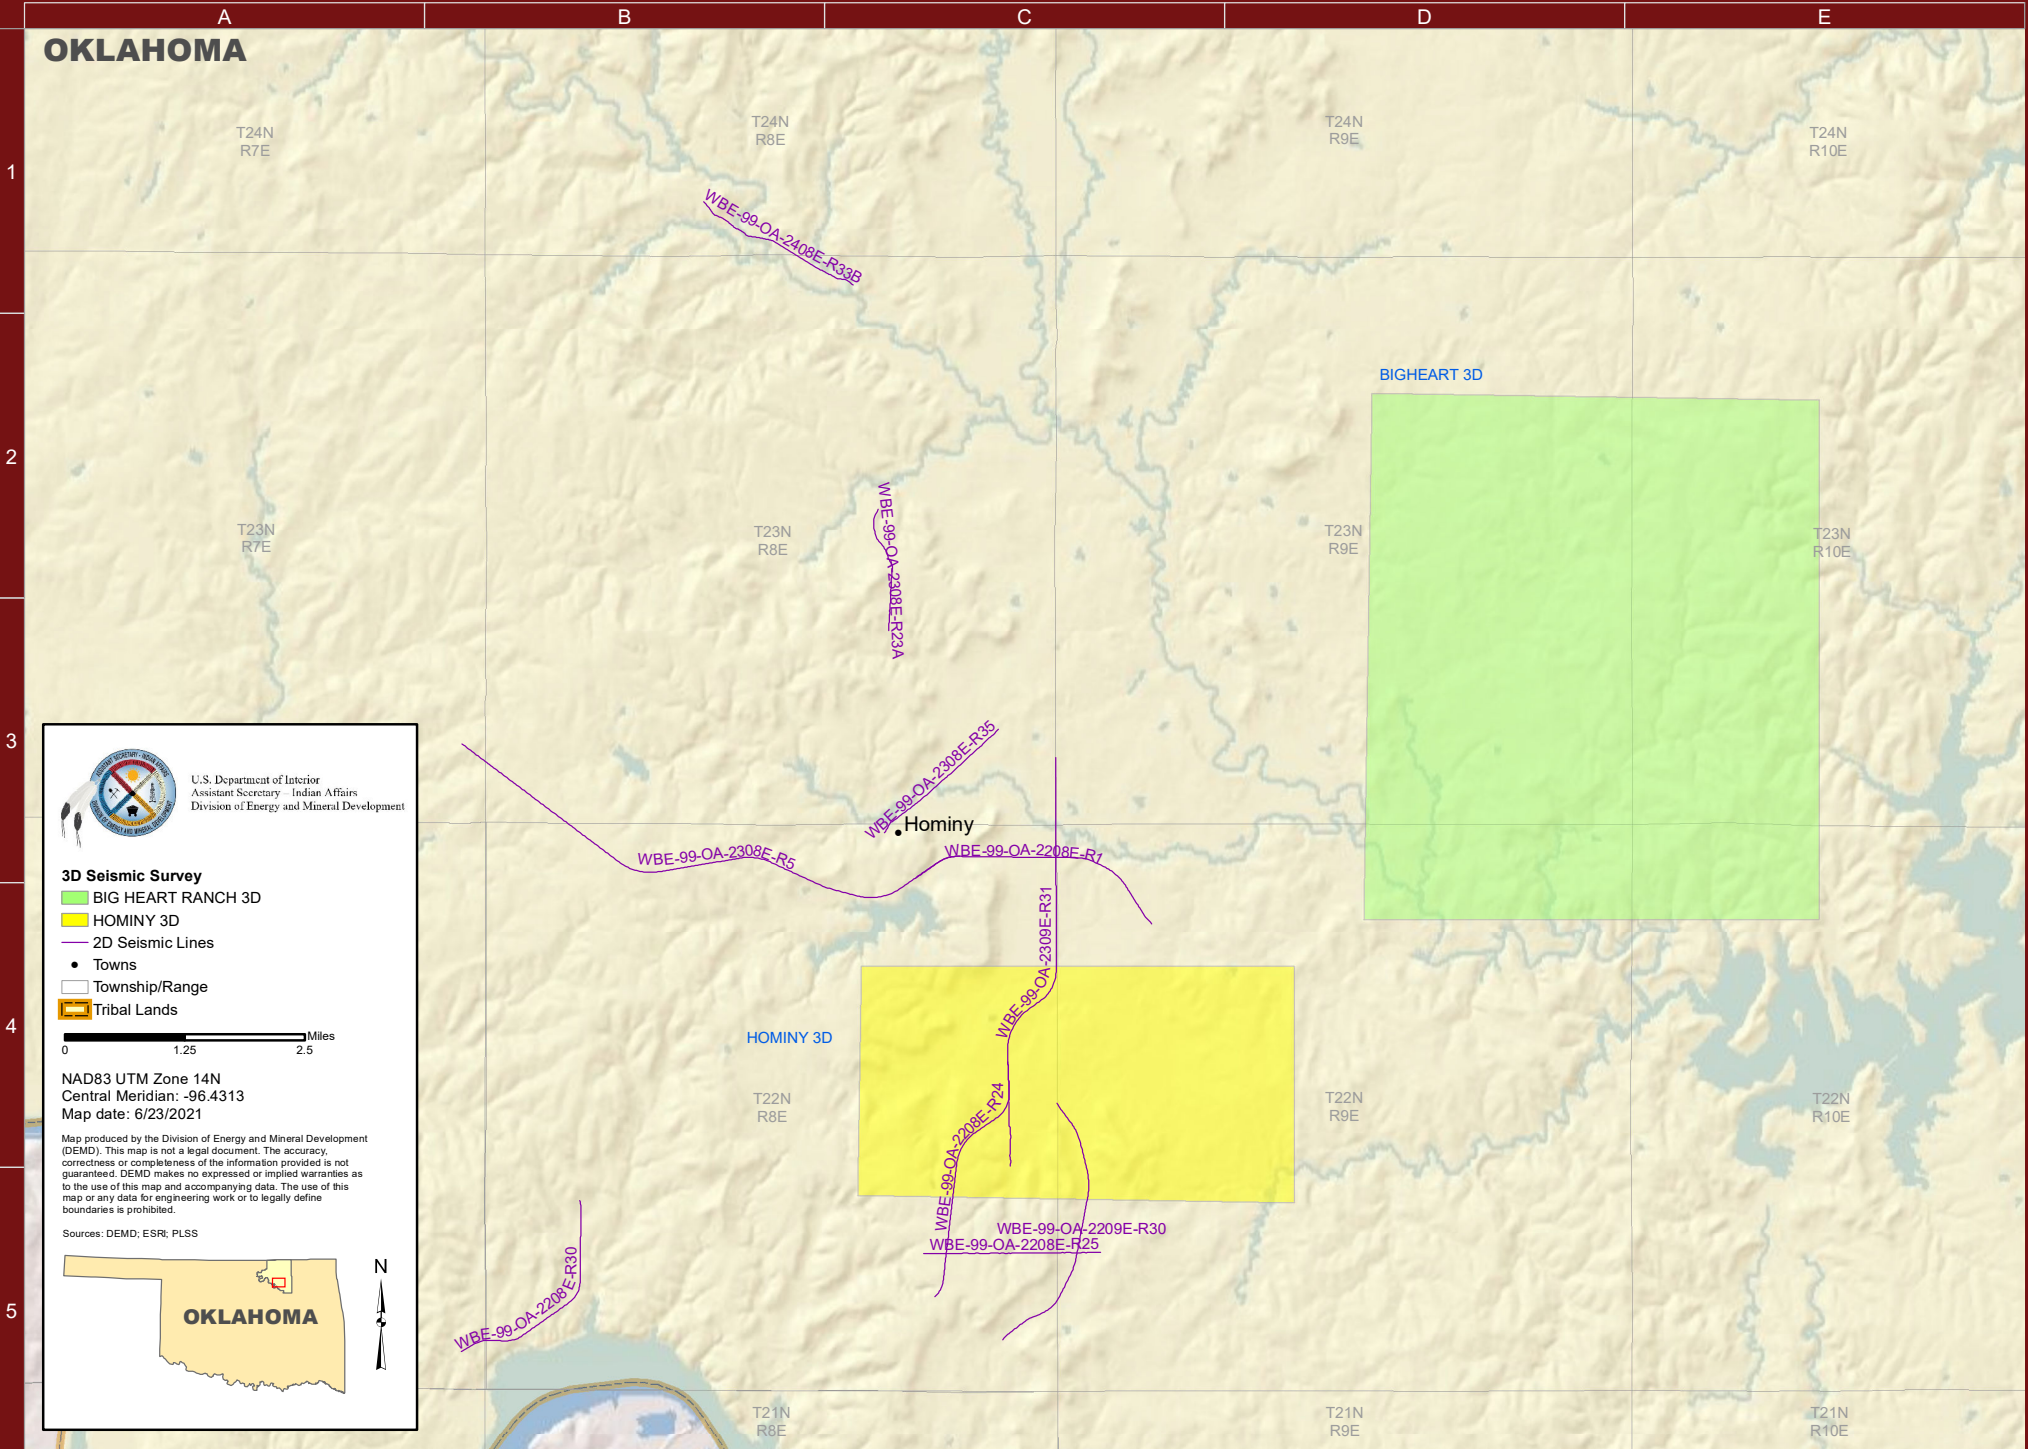 A
B
C
D
E
OKLAHOMA
1
2
3
4
5
T24N
R7E
T24N
R8E
T24N
R9E
T24N
R10E
WBE-99-OA-2408E-R33B
BIGHEART 3D
WBE-99-OA-2308E-R23A
T23N
R7E
T23N
R8E
T23N
R9E
T23N
R10E
WBE-99-OA-2308E-R35
Hominy
WBE-99-OA-2308E-R5
WBE-99-OA-2208E-R1
WBE-99-OA-2309E-R31
HOMINY 3D
WBE-99-OA-2208E-R24
T22N
R8E
T22N
R9E
T22N
R10E
WBE-99-OA-2209E-R30
WBE-99-OA-2208E-R25
WBE-99-OA-2208E-R30
T21N
R8E
T21N
R9E
T21N
R10E
ASSISTANT SECRETARY - INDIAN AFFAIRS
DIVISION OF ENERGY AND MINERAL DEVELOPMENT
U.S. Department of Interior
Assistant Secretary – Indian Affairs
Division of Energy and Mineral Development
3D Seismic Survey
BIG HEART RANCH 3D
HOMINY 3D
2D Seismic Lines
Towns
Township/Range
Tribal Lands
Miles
0 1.25 2.5
NAD83 UTM Zone 14N
Central Meridian: -96.4313
Map date: 6/23/2021
Map produced by the Division of Energy and Mineral Development
(DEMD). This map is not a legal document. The accuracy,
correctness or completeness of the information provided is not
guaranteed. DEMD makes no expressed or implied warranties as
to the use of this map and accompanying data. The use of this
map or any data for engineering work or to legally define
boundaries is prohibited.
Sources: DEMD; ESRI; PLSS
OKLAHOMA
N